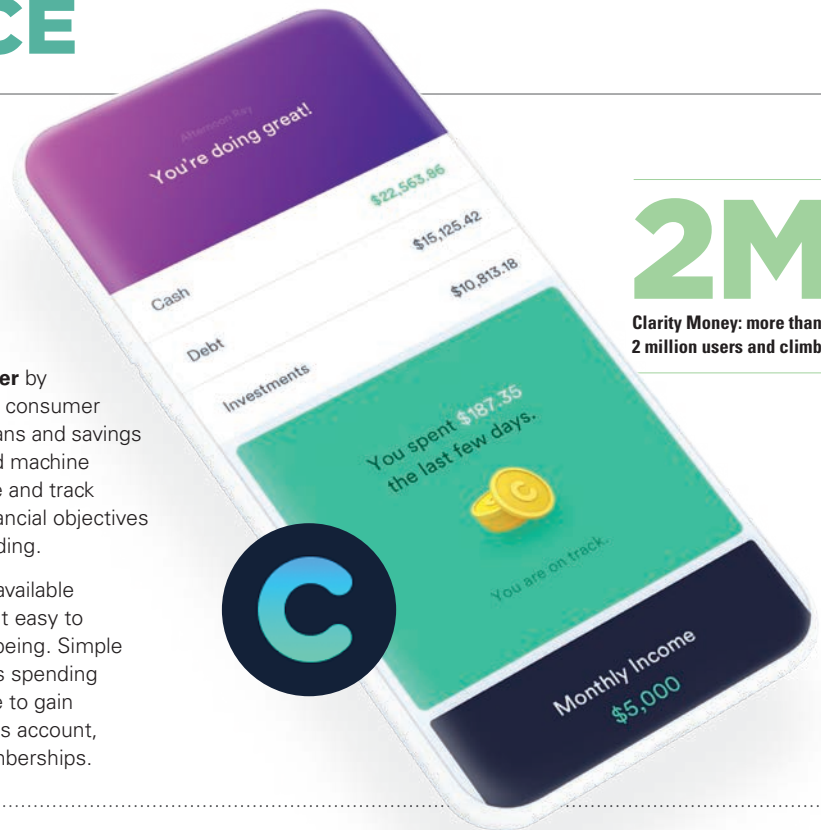 CE
Afternoon Ray
You're doing great!
Cash $22,563.86
Debt $15,125.42
Investments $10,813.18
You spent $187.35
the last few days.
You are on track.
Monthly Income
$5,000
2M
Clarity Money: more than
2 million users and climb
er by
consumer
ans and savings
d machine
e and track
ancial objectives
ding.
available
t easy to
being. Simple
s spending
e to gain
s account,
mberships.
C